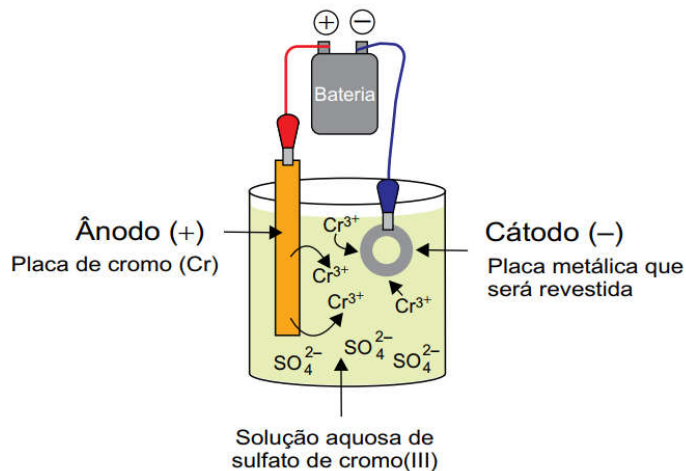 + −
Bateria
Ânodo (+)
Placa de cromo (Cr)
Cr³⁺
Cr³⁺
Cr³⁺
Cr³⁺
Cátodo (–)
Placa metálica que
será revestida
SO₄²⁻
SO₄²⁻
SO₄²⁻
Solução aquosa de
sulfato de cromo(III)